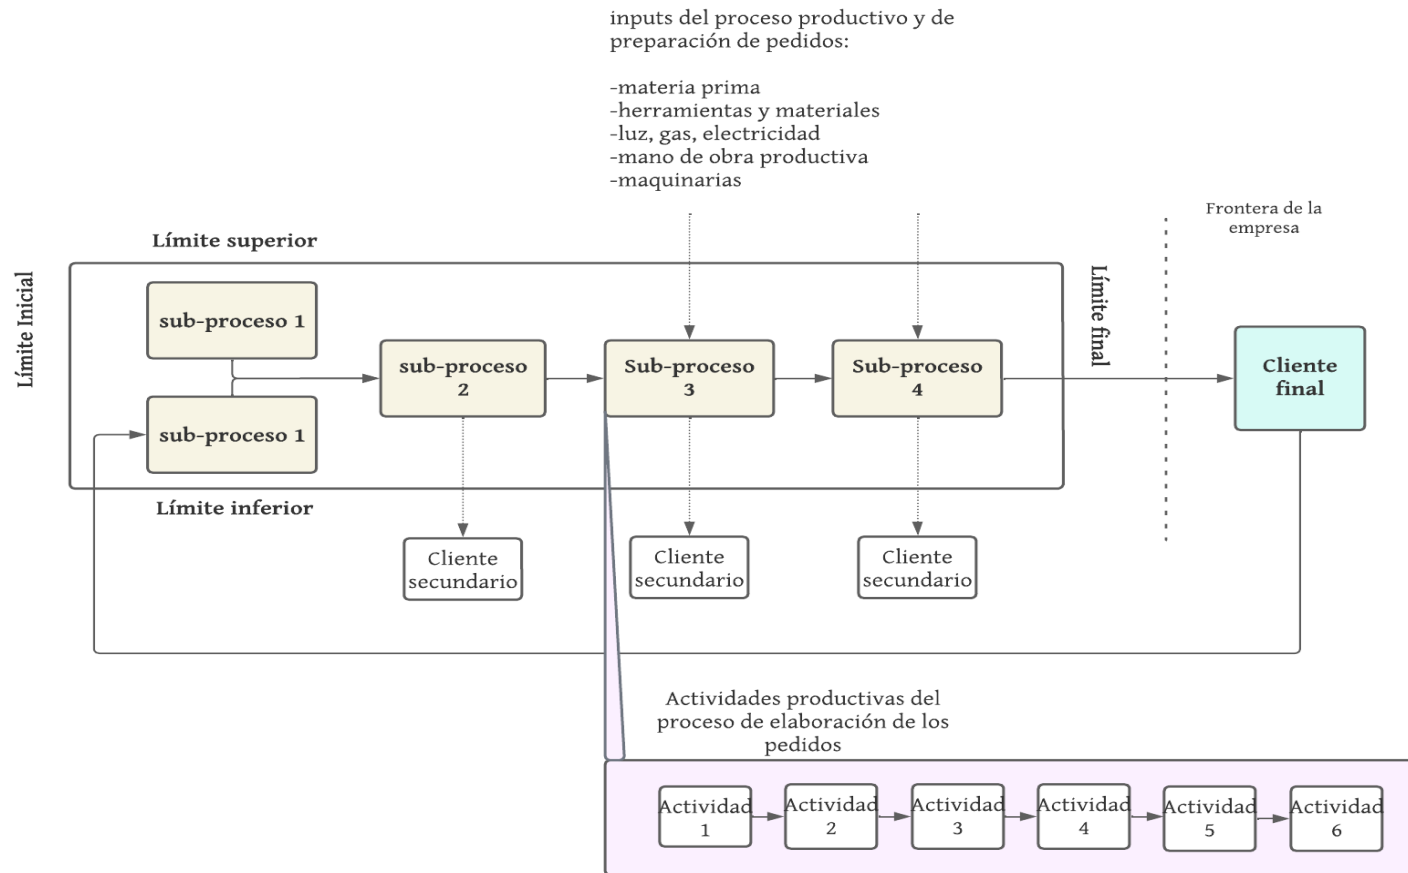 inputs del proceso productivo y de
preparación de pedidos:
-materia prima
-herramientas y materiales
-luz, gas, electricidad
-mano de obra productiva
-maquinarias
Frontera de la
empresa
Límite superior
Límite Inicial
Límite final
sub-proceso 1
sub-proceso 1
sub-proceso
2
Sub-proceso
3
Sub-proceso
4
Cliente
final
Límite inferior
Cliente
secundario
Cliente
secundario
Cliente
secundario
Actividades productivas del
proceso de elaboración de los
pedidos
Actividad
1
Actividad
2
Actividad
3
Actividad
4
Actividad
5
Actividad
6